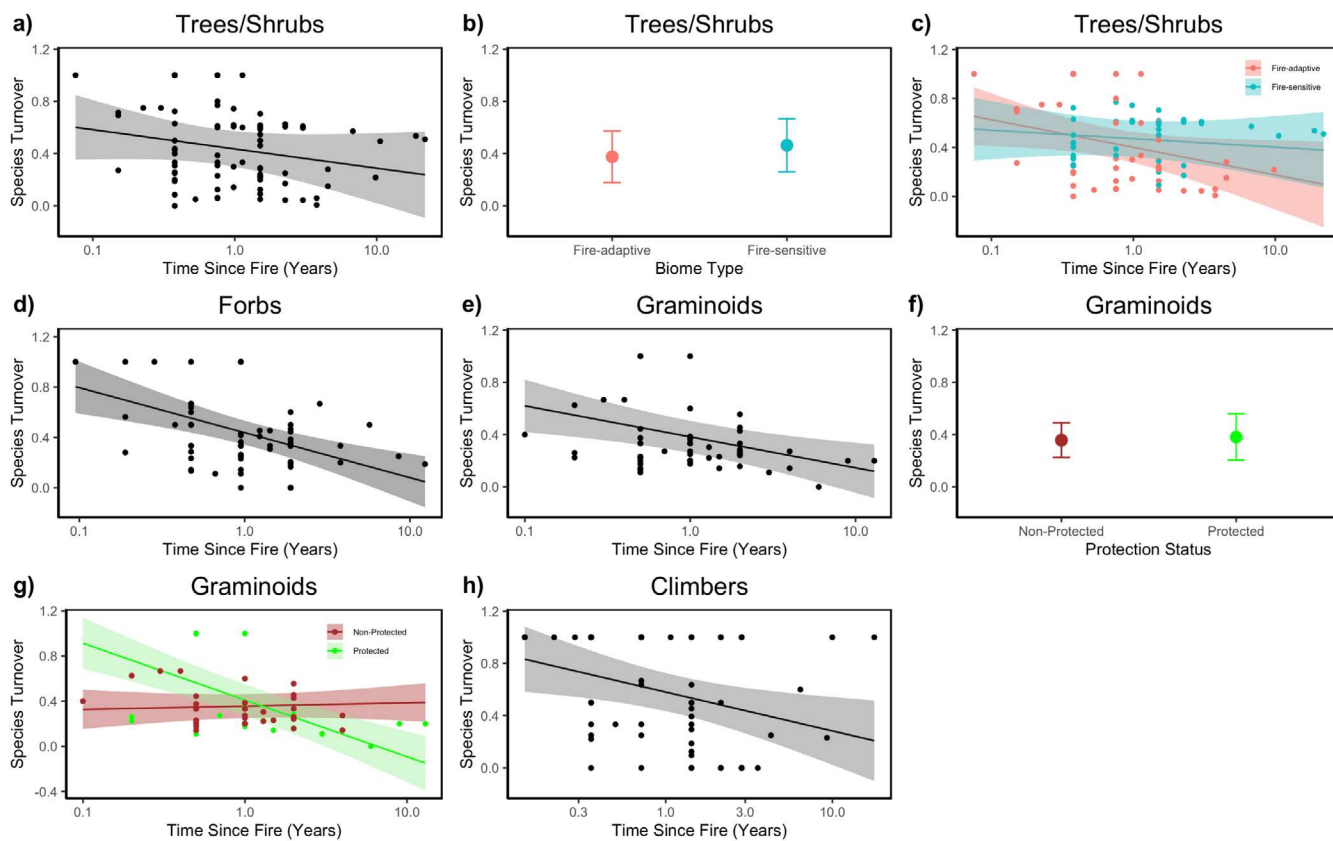 a) Trees/Shrubs
1.2
0.8
0.4
0.0
Species Turnover
0.1 1.0 10.0
Time Since Fire (Years)
b) Trees/Shrubs
1.2
0.8
0.4
0.0
Species Turnover
Fire-adaptive Fire-sensitive
Biome Type
c) Trees/Shrubs
1.2
0.8
0.4
0.0
Species Turnover
Fire-adaptive
Fire-sensitive
0.1 1.0 10.0
Time Since Fire (Years)
d) Forbs
1.2
0.8
0.4
0.0
Species Turnover
0.1 1.0 10.0
Time Since Fire (Years)
e) Graminoids
1.2
0.8
0.4
0.0
Species Turnover
0.1 1.0 10.0
Time Since Fire (Years)
f) Graminoids
1.2
0.8
0.4
0.0
Species Turnover
Non-Protected Protected
Protection Status
g) Graminoids
1.2
0.8
0.4
0.0
-0.4
Species Turnover
Non-Protected
Protected
0.1 1.0 10.0
Time Since Fire (Years)
h) Climbers
1.2
0.8
0.4
0.0
Species Turnover
0.3 1.0 3.0 10.0
Time Since Fire (Years)